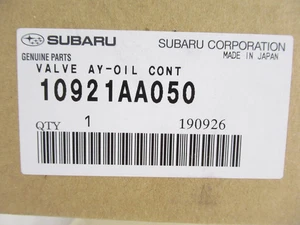 SUBARU
SUBARU CORPORATION
GENUINE PARTS
MADE IN JAPAN
VALVE AY-OIL CONT
10921AA050
QTY 1 190926